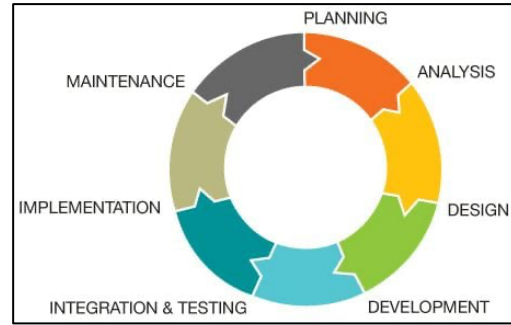 PLANNING
ANALYSIS
DESIGN
DEVELOPMENT
INTEGRATION & TESTING
IMPLEMENTATION
MAINTENANCE